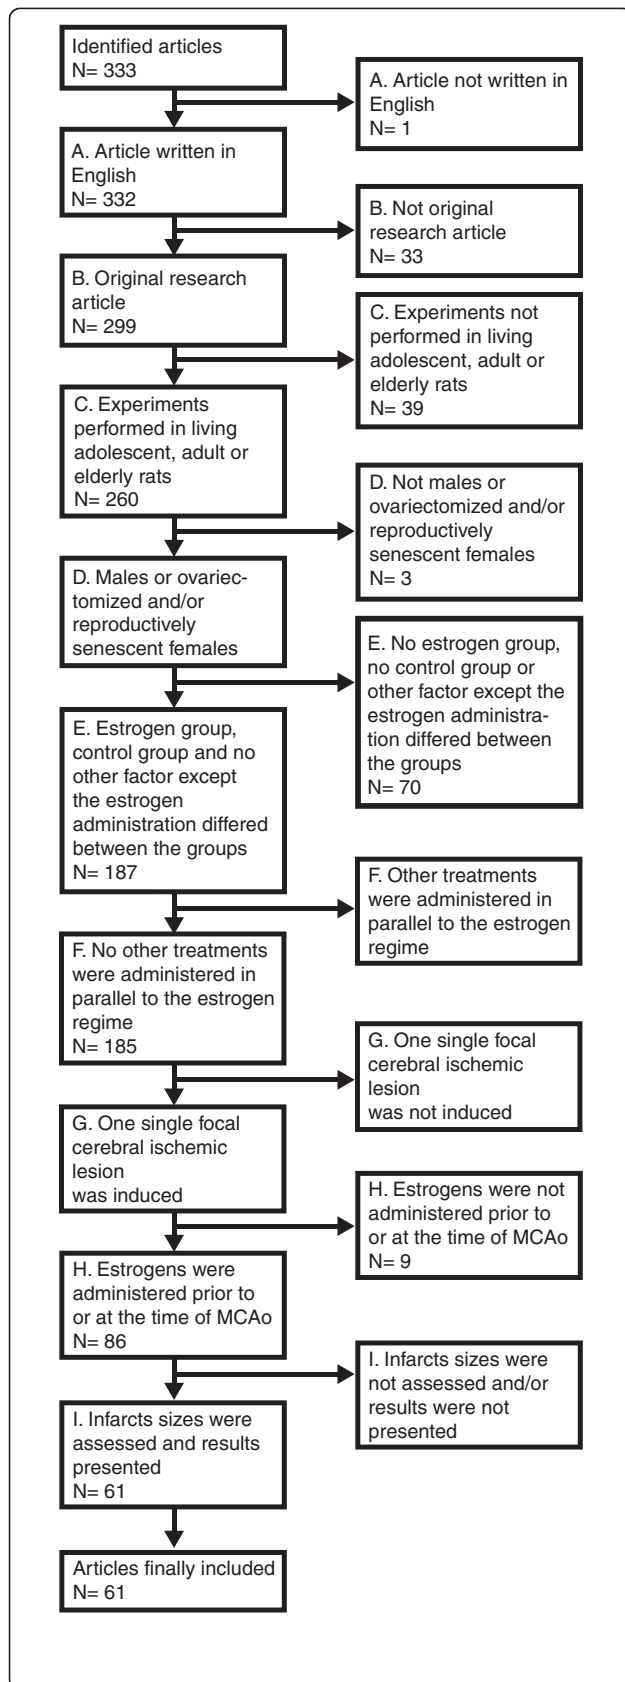 Identified articles
N= 333
A. Article not written in
English
N= 1
A. Article written in
English
N= 332
B. Not original
research article
N= 33
B. Original research
article
N= 299
C. Experiments not
performed in living
adolescent, adult or
elderly rats
N= 39
C. Experiments
performed in living
adolescent, adult or
elderly rats
N= 260
D. Not males or
ovariectomized and/or
reproductively
senescent females
N= 3
D. Males or ovariec-
tomized and/or
reproductively
senescent females
E. No estrogen group,
no control group or
other factor except the
estrogen administra-
tion differed between
the groups
N= 70
E. Estrogen group,
control group and no
other factor except
the estrogen
administration differed
between the groups
N= 187
F. Other treatments
were administered in
parallel to the estrogen
regime
F. No other treatments
were administered in
parallel to the estrogen
regime
N= 185
G. One single focal
cerebral ischemic
lesion
was not induced
G. One single focal
cerebral ischemic
lesion
was induced
H. Estrogens were not
administered prior to
or at the time of MCAo
N= 9
H. Estrogens were
administered prior to
or at the time of MCAo
N= 86
I. Infarcts sizes were
not assessed and/or
results were not
presented
I. Infarcts sizes were
assessed and results
presented
N= 61
Articles finally included
N= 61